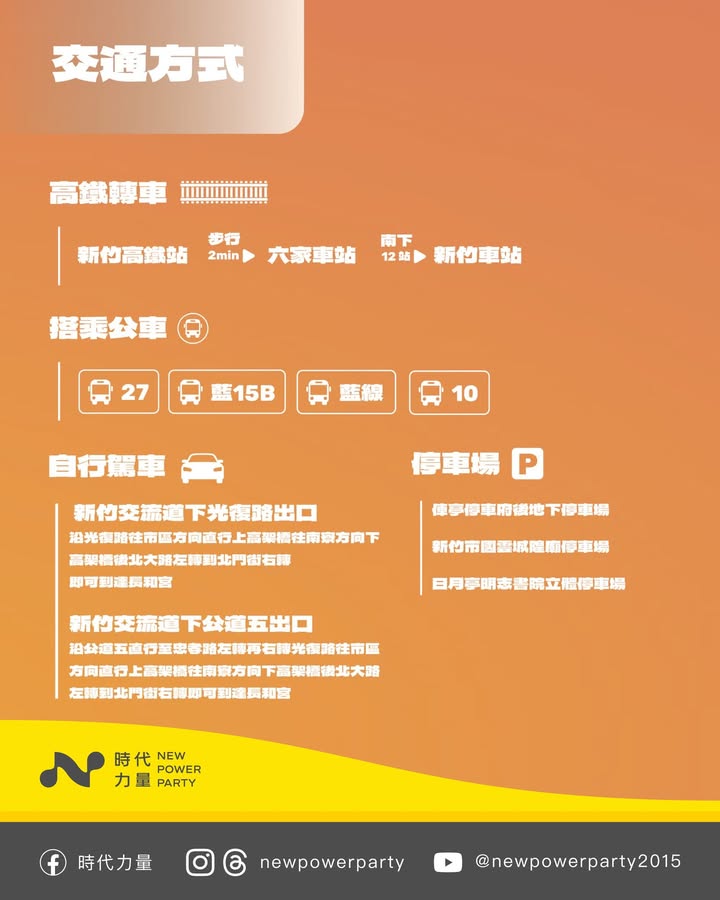 交通方式
高鐵轉車
新竹高鐵站 步行 2min 六家車站 南下 12 站 新竹車站
搭乘公車
27 藍15B 藍線 10
自行駕車
新竹交流道下光復路出口
沿光復路往市區方向直行上高架橋往南寮方向下
高架橋後北大路左轉到北門街右轉
即可到達長和宮
新竹交流道下公道五出口
沿公道五直行至忠孝路左轉再右轉光復路往市區
方向直行上高架橋往南寮方向下高架橋後北大路
左轉到北門街右轉即可到達長和宮
停車場 P
俥亭停車府後地下停車場
新竹市國雲城隍廟停車場
日月亭明志書院立體停車場
時代力量 NEW POWER PARTY
時代力量 newpowerparty @newpowerparty2015